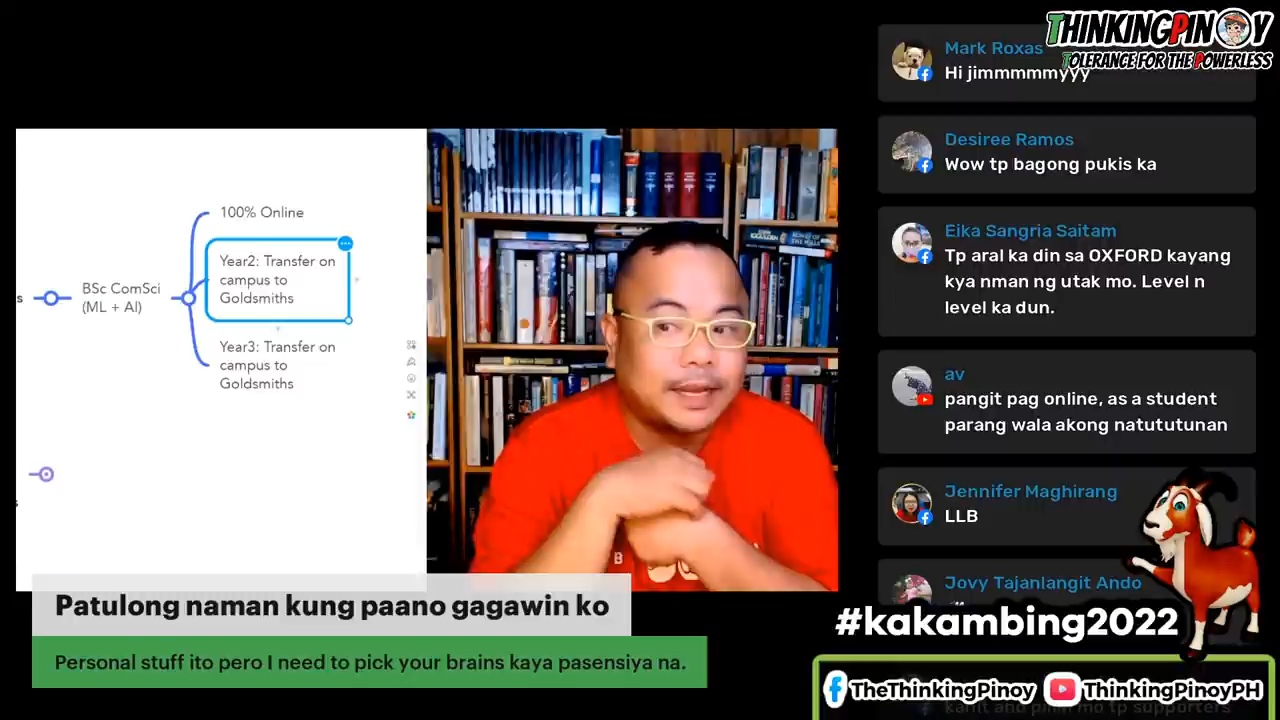 THINKINGPINOY
TOLERANCE FOR THE POWERLESS
100% Online
Year2: Transfer on
campus to
Goldsmiths
BSc ComSci
(ML + AI)
Year3: Transfer on
campus to
Goldsmiths
Mark Roxas
Hi jimmmmmyyy
Desiree Ramos
Wow tp bagong pukis ka
Eika Sangria Saitam
Tp aral ka din sa OXFORD kayang
kya nman ng utak mo. Level n
level ka dun.
av
pangit pag online, as a student
parang wala akong natututunan
Jennifer Maghirang
LLB
Jovy Tajanlangit Ando
Patulong naman kung paano gagawin ko
Personal stuff ito pero I need to pick your brains kaya pasensiya na.
#kakambing2022
TheThinkingPinoy
ThinkingPinoyPH